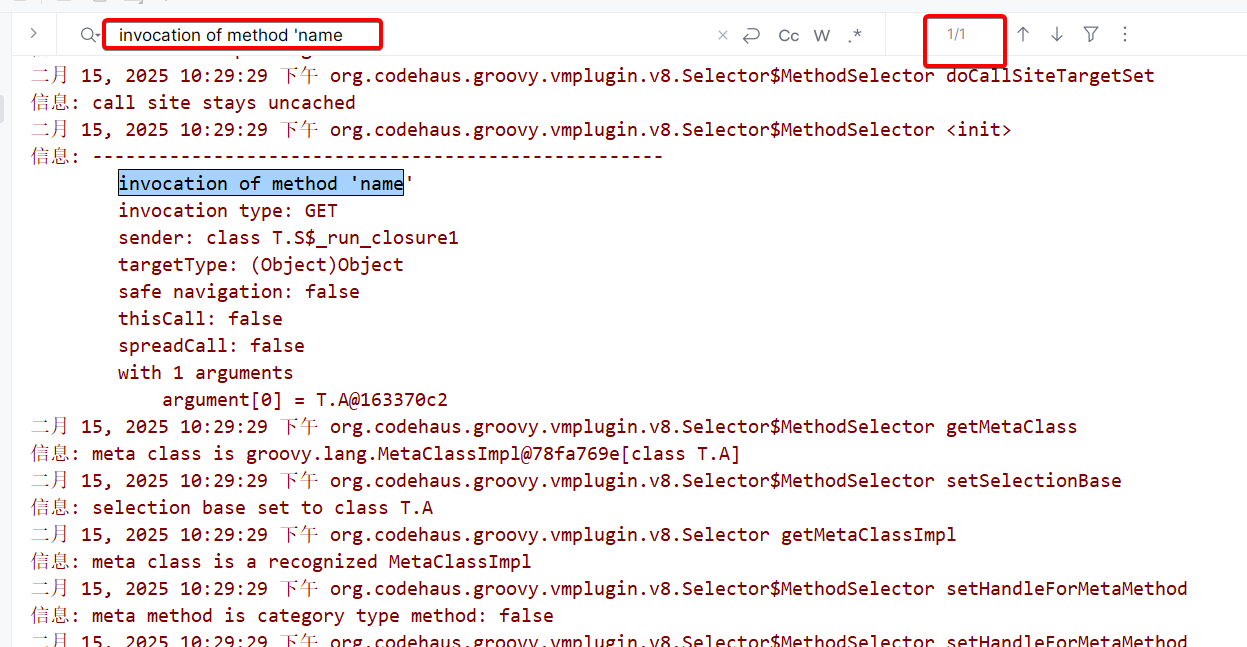 invocation of method 'name
Cc W .*
1/1
二月 15, 2025 10:29:29 下午 org.codehaus.groovy.vmplugin.v8.Selector$MethodSelector doCallSiteTargetSet
信息: call site stays uncached
二月 15, 2025 10:29:29 下午 org.codehaus.groovy.vmplugin.v8.Selector$MethodSelector <init>
信息: ----------------------------------------------------
invocation of method 'name'
invocation type: GET
sender: class T.S$_run_closure1
targetType: (Object)Object
safe navigation: false
thisCall: false
spreadCall: false
with 1 arguments
argument[0] = T.A@163370c2
二月 15, 2025 10:29:29 下午 org.codehaus.groovy.vmplugin.v8.Selector$MethodSelector getMetaClass
信息: meta class is groovy.lang.MetaClassImpl@78fa769e[class T.A]
二月 15, 2025 10:29:29 下午 org.codehaus.groovy.vmplugin.v8.Selector$MethodSelector setSelectionBase
信息: selection base set to class T.A
二月 15, 2025 10:29:29 下午 org.codehaus.groovy.vmplugin.v8.Selector getMetaClassImpl
信息: meta class is a recognized MetaClassImpl
二月 15, 2025 10:29:29 下午 org.codehaus.groovy.vmplugin.v8.Selector$MethodSelector setHandleForMetaMethod
信息: meta method is category type method: false
二月 15, 2025 10:29:29 下午 org.codehaus.groovy.vmplugin.v8.Selector$MethodSelector setHandleForMetaMethod